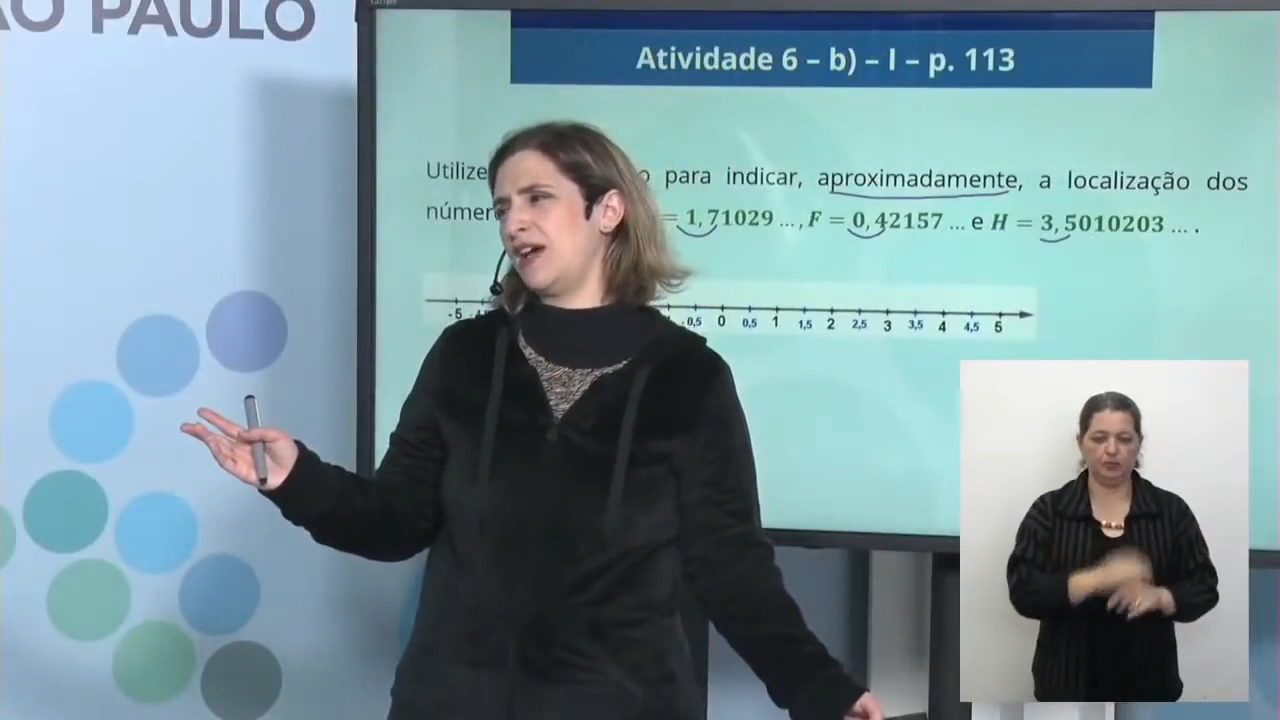 PAULO
Atividade 6 – b) – I – p. 113
Utilize para indicar, aproximadamente, a localização dos
= 1,71029 ..., F = 0,42157 ... e H = 3,5010203 ... .
-5 -0,5 0 0,5 1 1,5 2 2,5 3 3,5 4 4,5 5